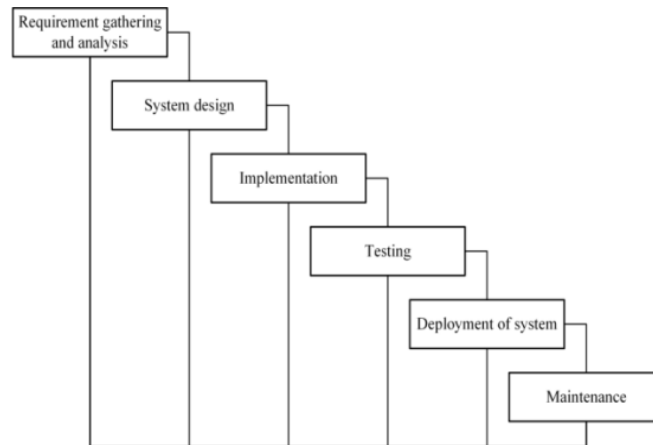 Requirement gathering
and analysis
System design
Implementation
Testing
Deployment of system
Maintenance